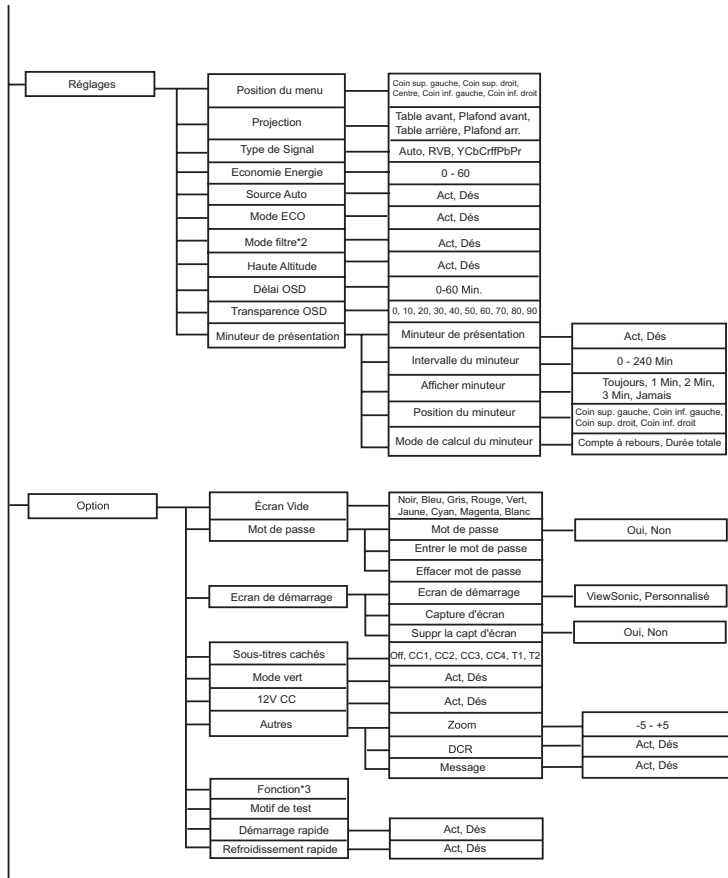 Réglages
Position du menu
Coin sup. gauche, Coin sup. droit,
Centre, Coin inf. gauche, Coin inf. droit
Projection
Table avant, Plafond avant,
Table arrière, Plafond arr.
Type de Signal
Auto, RVB, YCbCrffPbPr
Economie Energie
0 - 60
Source Auto
Act, Dés
Mode ECO
Act, Dés
Mode filtre*2
Act, Dés
Haute Altitude
Act, Dés
Délai OSD
0-60 Min.
Transparence OSD
0, 10, 20, 30, 40, 50, 60, 70, 80, 90
Minuteur de présentation
Minuteur de présentation
Act, Dés
Intervalle du minuteur
0 - 240 Min
Afficher minuteur
Toujours, 1 Min, 2 Min,
3 Min, Jamais
Position du minuteur
Coin sup. gauche, Coin inf. gauche,
Coin sup. droit, Coin inf. droit
Mode de calcul du minuteur
Compte à rebours, Durée totale
Option
Écran Vide
Noir, Bleu, Gris, Rouge, Vert,
Jaune, Cyan, Magenta, Blanc
Mot de passe
Mot de passe
Oui, Non
Entrer le mot de passe
Effacer mot de passe
Ecran de démarrage
Ecran de démarrage
ViewSonic, Personnalisé
Capture d'écran
Suppr la capt d'écran
Oui, Non
Sous-titres cachés
Off, CC1, CC2, CC3, CC4, T1, T2
Mode vert
Act, Dés
12V CC
Act, Dés
Autres
Zoom
-5 - +5
DCR
Act, Dés
Message
Act, Dés
Fonction*3
Motif de test
Démarrage rapide
Act, Dés
Refroidissement rapide
Act, Dés